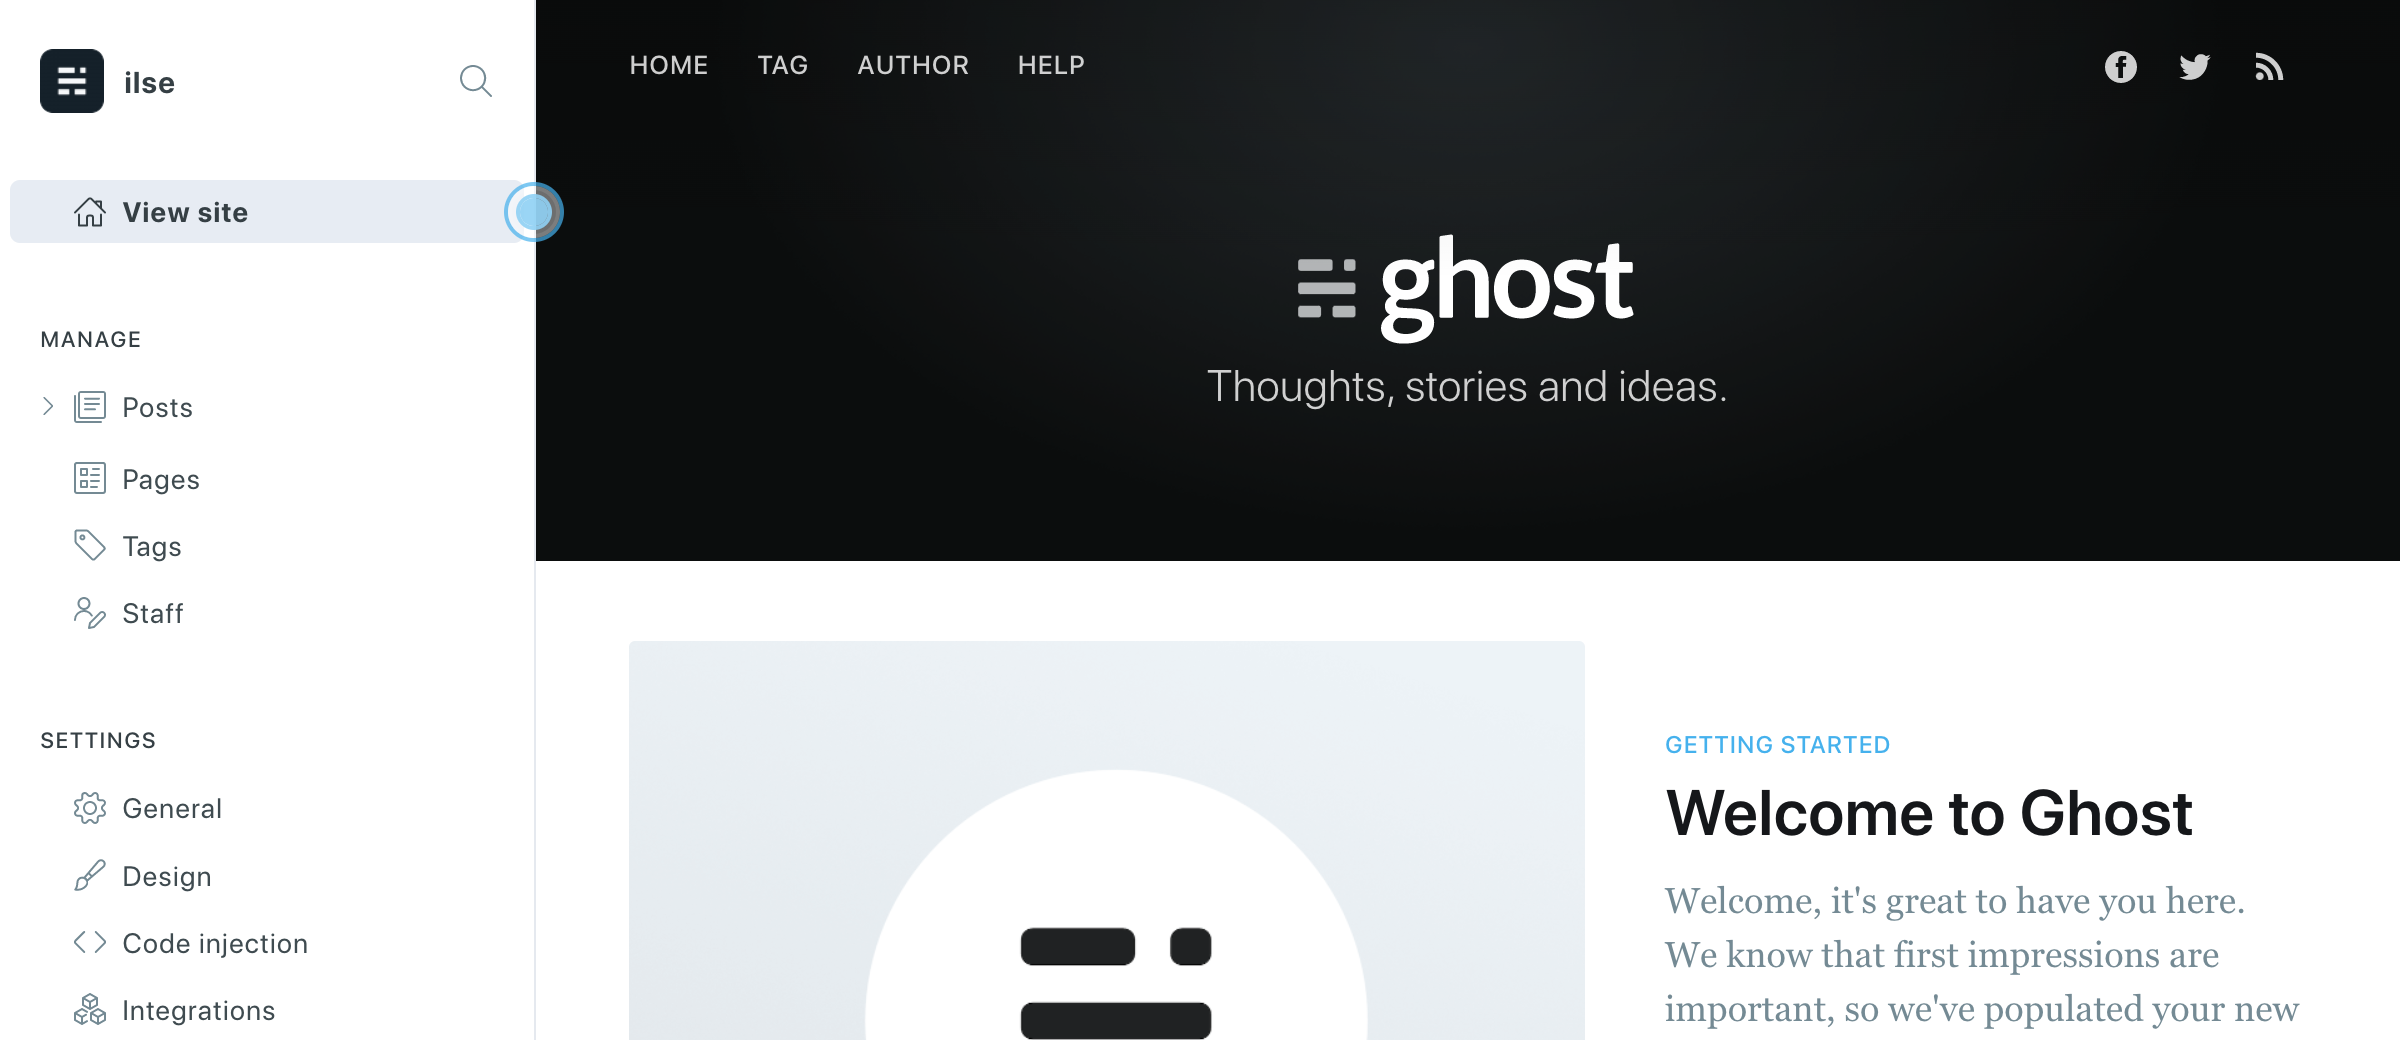 ilse
View site
MANAGE
Posts
Pages
Tags
Staff
SETTINGS
General
Design
Code injection
Integrations
HOME TAG AUTHOR HELP
ghost
Thoughts, stories and ideas.
GETTING STARTED
Welcome to Ghost
Welcome, it's great to have you here.
We know that first impressions are
important, so we've populated your new